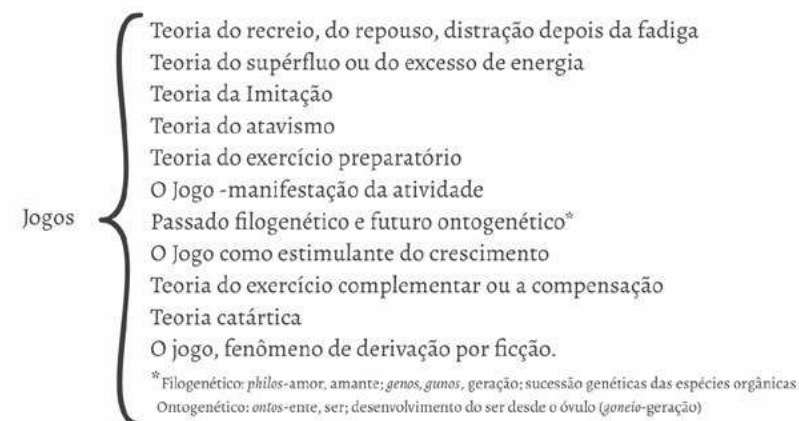 Teoria do recreio, do repouso, distração depois da fadiga
Teoria do supérfluo ou do excesso de energia
Teoria da Imitação
Teoria do atavismo
Teoria do exercício preparatório
O Jogo -manifestação da atividade
Jogos
Passado filogenético e futuro ontogenético*
O Jogo como estimulante do crescimento
Teoria do exercício complementar ou a compensação
Teoria catártica
O jogo, fenômeno de derivação por ficção.
*Filogenético: philos-amor, amante; genos, gunos, geração; sucessão genéticas das espécies orgânicas
Ontogenético: ontos-ente, ser; desenvolvimento do ser desde o óvulo (goneio-geração)